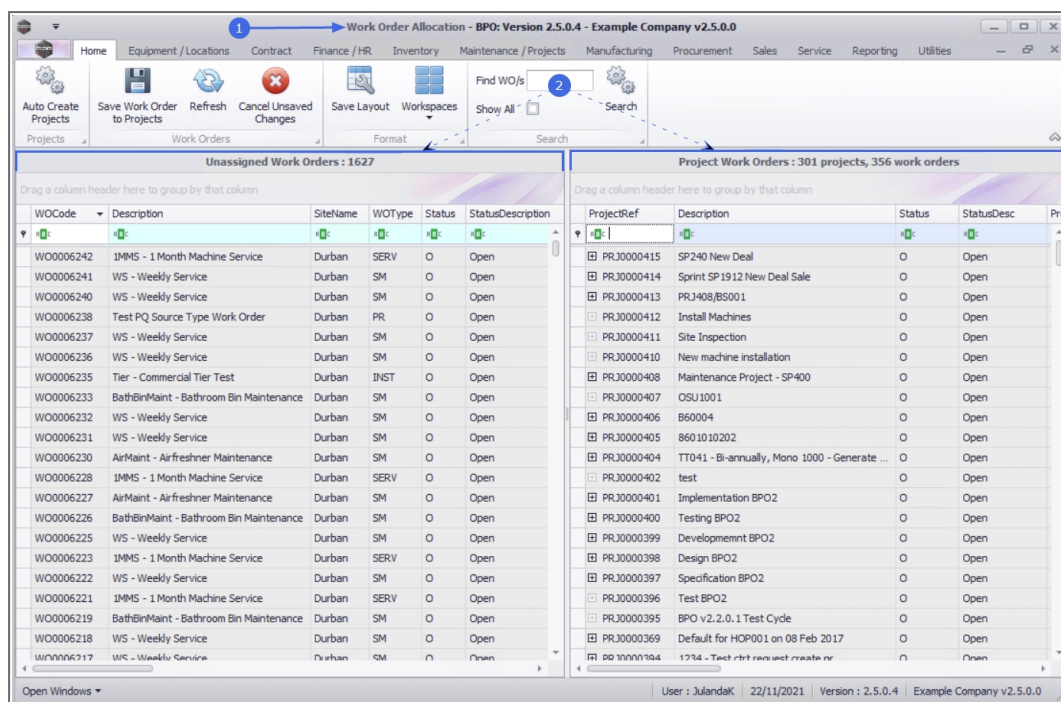 1
Work Order Allocation - BPO: Version 2.5.0.4 - Example Company v2.5.0.0
Home Equipment / Locations Contract Finance / HR Inventory Maintenance / Projects Manufacturing Procurement Sales Service Reporting Utilities
Auto Create Projects
Save Work Order to Projects
Refresh
Cancel Unsaved Changes
Save Layout
Workspaces
Find WO/s
2
Show All
Search
Projects Work Orders Format Search
Unassigned Work Orders : 1627 Project Work Orders : 301 projects, 356 work orders
Drag a column header here to group by that column Drag a column header here to group by that column
WOCode Description SiteName WOType Status StatusDescription ProjectRef Description Status StatusDesc
WO0006242 1MMS - 1 Month Machine Service Durban SERV O Open PRJ0000415 SP240 New Deal O Open
WO0006241 WS - Weekly Service Durban SM O Open PRJ0000414 Sprint SP1912 New Deal Sale O Open
WO0006240 WS - Weekly Service Durban SM O Open PRJ0000413 PRJ408/BS001 O Open
WO0006238 Test PQ Source Type Work Order Durban PR O Open PRJ0000412 Install Machines O Open
WO0006237 WS - Weekly Service Durban SM O Open PRJ0000411 Site Inspection O Open
WO0006236 WS - Weekly Service Durban SM O Open PRJ0000410 New machine installation O Open
WO0006235 Tier - Commercial Tier Test Durban INST O Open PRJ0000408 Maintenance Project - SP400 O Open
WO0006233 BathBinMaint - Bathroom Bin Maintenance Durban SM O Open PRJ0000407 OSU1001 O Open
WO0006232 WS - Weekly Service Durban SM O Open PRJ0000406 B60004 O Open
WO0006231 WS - Weekly Service Durban SM O Open PRJ0000405 8601010202 O Open
WO0006230 AirMaint - Airfreshner Maintenance Durban SM O Open PRJ0000404 TT041 - Bi-annually, Mono 1000 - Generate ... O Open
WO0006228 1MMS - 1 Month Machine Service Durban SERV O Open PRJ0000402 test O Open
WO0006227 AirMaint - Airfreshner Maintenance Durban SM O Open PRJ0000401 Implementation BPO2 O Open
WO0006226 BathBinMaint - Bathroom Bin Maintenance Durban SM O Open PRJ0000400 Testing BPO2 O Open
WO0006225 WS - Weekly Service Durban SM O Open PRJ0000399 Developmemnt BPO2 O Open
WO0006223 1MMS - 1 Month Machine Service Durban SERV O Open PRJ0000398 Design BPO2 O Open
WO0006222 WS - Weekly Service Durban SM O Open PRJ0000397 Specification BPO2 O Open
WO0006221 1MMS - 1 Month Machine Service Durban SERV O Open PRJ0000396 Test BPO2 O Open
WO0006219 BathBinMaint - Bathroom Bin Maintenance Durban SM O Open PRJ0000395 BPO v2.2.0.1 Test Cycle O Open
WO0006218 WS - Weekly Service Durban SM O Open PRJ0000369 Default for HOP001 on 08 Feb 2017 O Open
WO0006217 WS - Weekly Service Durban SM O Open PRJ0000394 1234 - Test ctrt request create pr O Open
Open Windows User : JulandaK 22/11/2021 Version : 2.5.0.4 Example Company v2.5.0.0